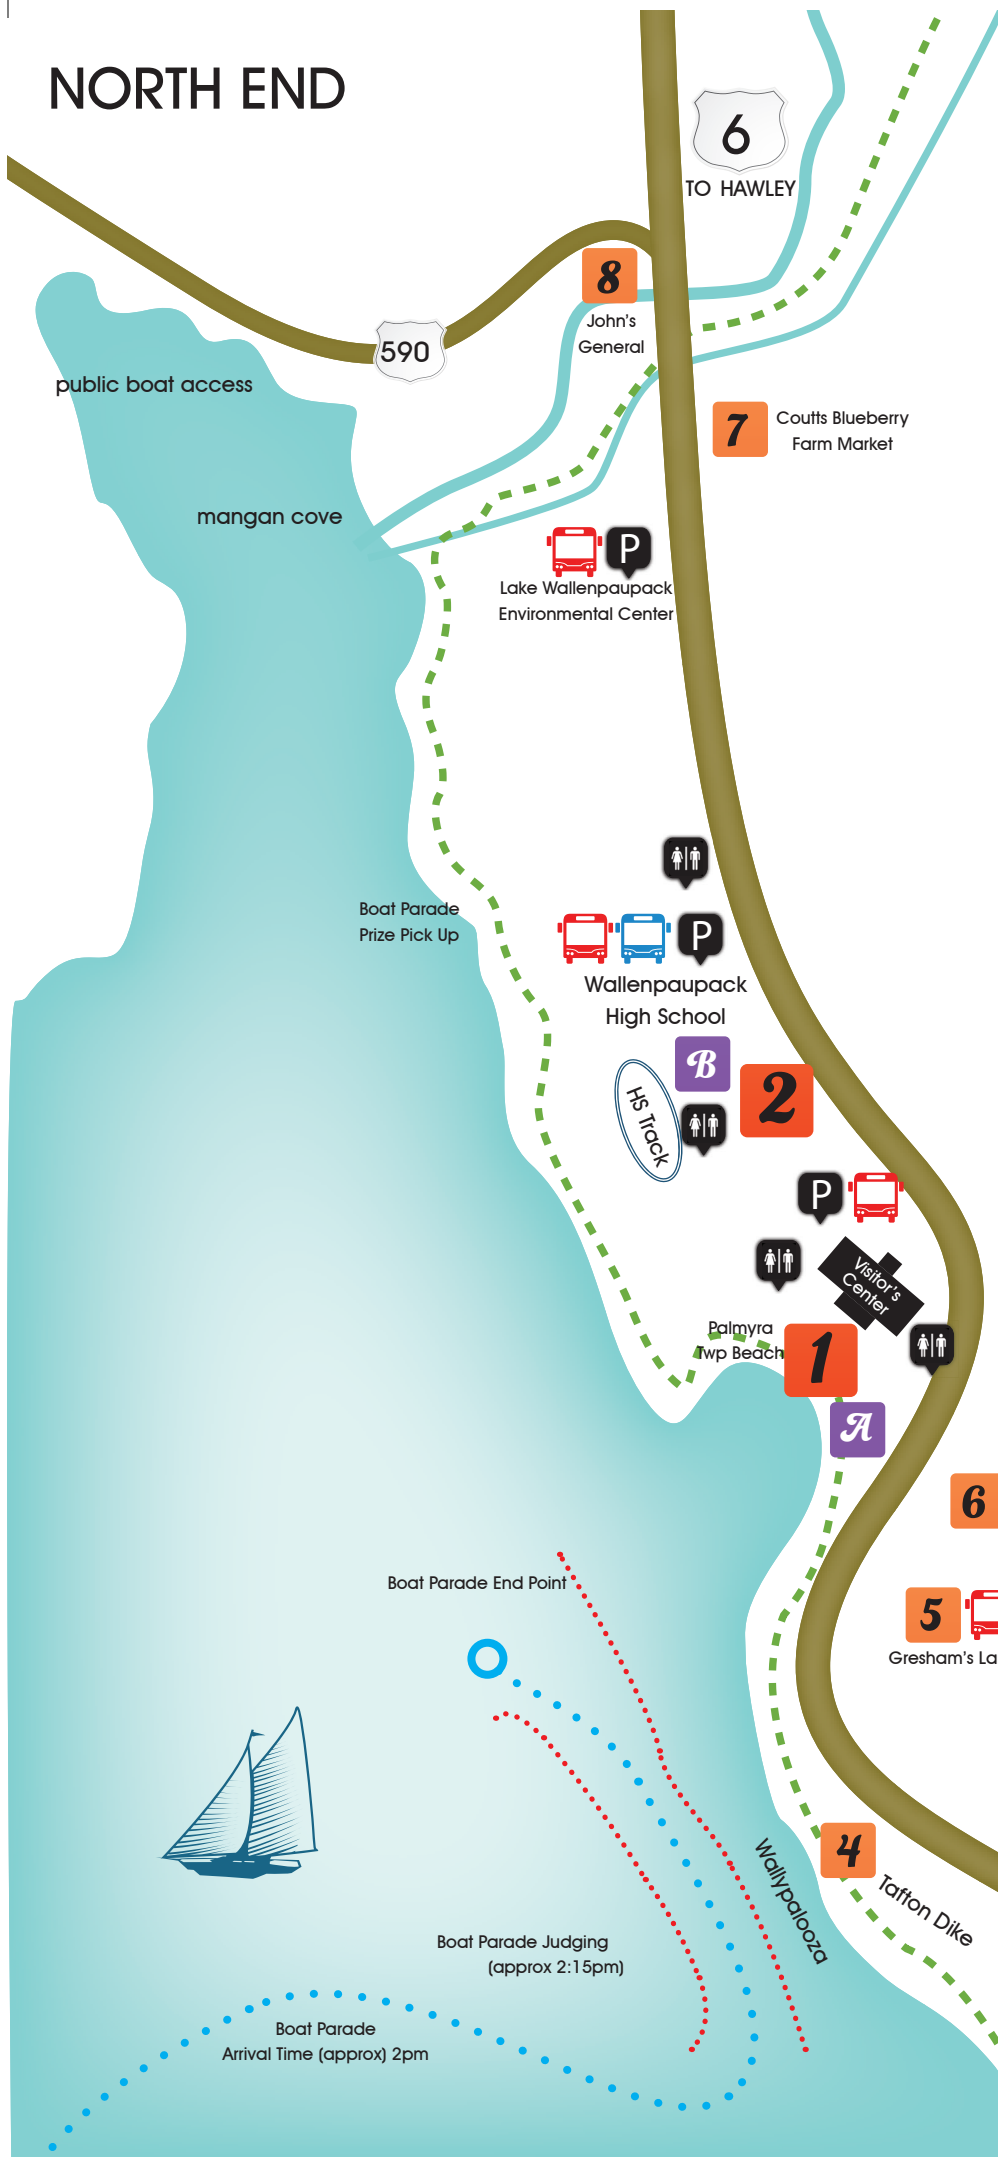 NORTH END
6
TO HAWLEY
8
John's
General
590
public boat access
7
Coutts Blueberry
Farm Market
mangan cove
P
Lake Wallenpaupack
Environmental Center
Boat Parade
Prize Pick Up
P
Wallenpaupack
High School
B
2
HS Track
P
Visitor's
Center
Palmyra
Twp Beach
1
A
6
5
Gresham's La
Boat Parade End Point
4
Tafton Dike
Wallypalooza
Boat Parade Judging
(approx 2:15pm)
Boat Parade
Arrival Time (approx) 2pm